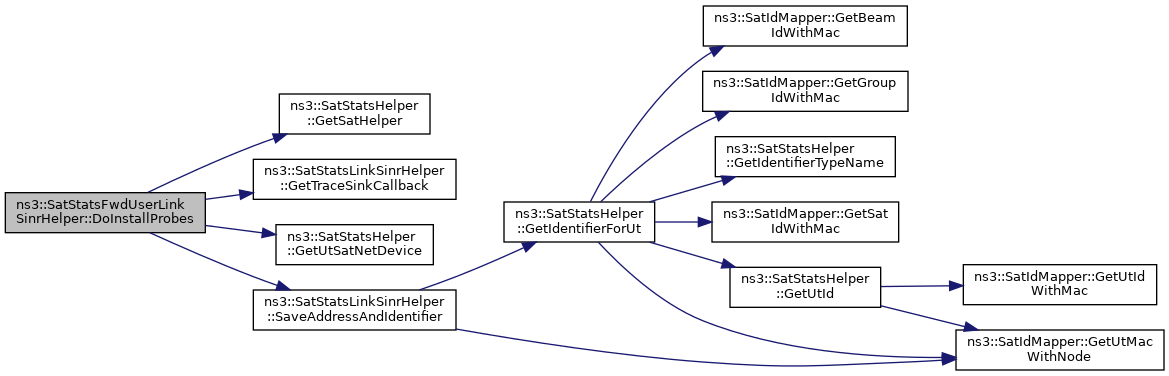 ns3::SatStatsFwdUserLink
SinrHelper::DoInstallProbes
ns3::SatStatsHelper
::GetSatHelper
ns3::SatStatsLinkSinrHelper
::GetTraceSinkCallback
ns3::SatStatsHelper
::GetUtSatNetDevice
ns3::SatStatsLinkSinrHelper
::SaveAddressAndIdentifier
ns3::SatStatsHelper
::GetIdentifierForUt
ns3::SatIdMapper::GetBeam
IdWithMac
ns3::SatIdMapper::GetGroup
IdWithMac
ns3::SatStatsHelper
::GetIdentifierTypeName
ns3::SatIdMapper::GetSat
IdWithMac
ns3::SatStatsHelper
::GetUtId
ns3::SatIdMapper::GetUtId
WithMac
ns3::SatIdMapper::GetUtMac
WithNode